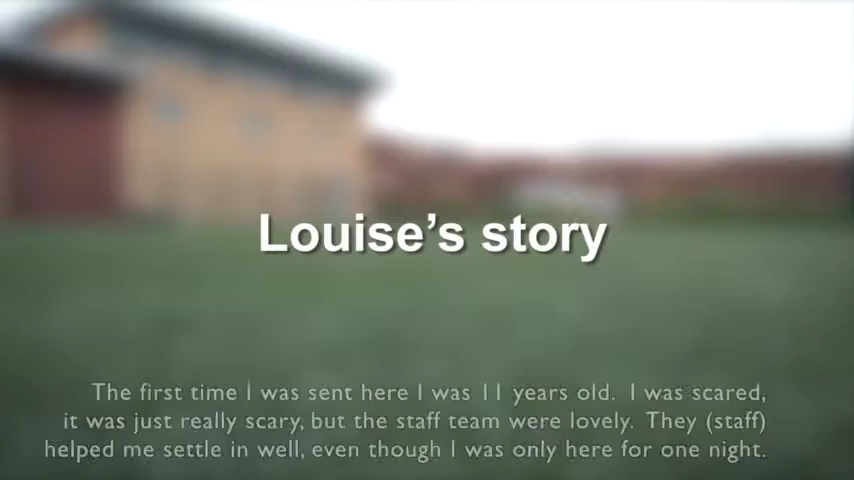 Louise’s story
The first time I was sent here I was 11 years old. I was scared,
it was just really scary, but the staff team were lovely. They (staff)
helped me settle in well, even though I was only here for one night.